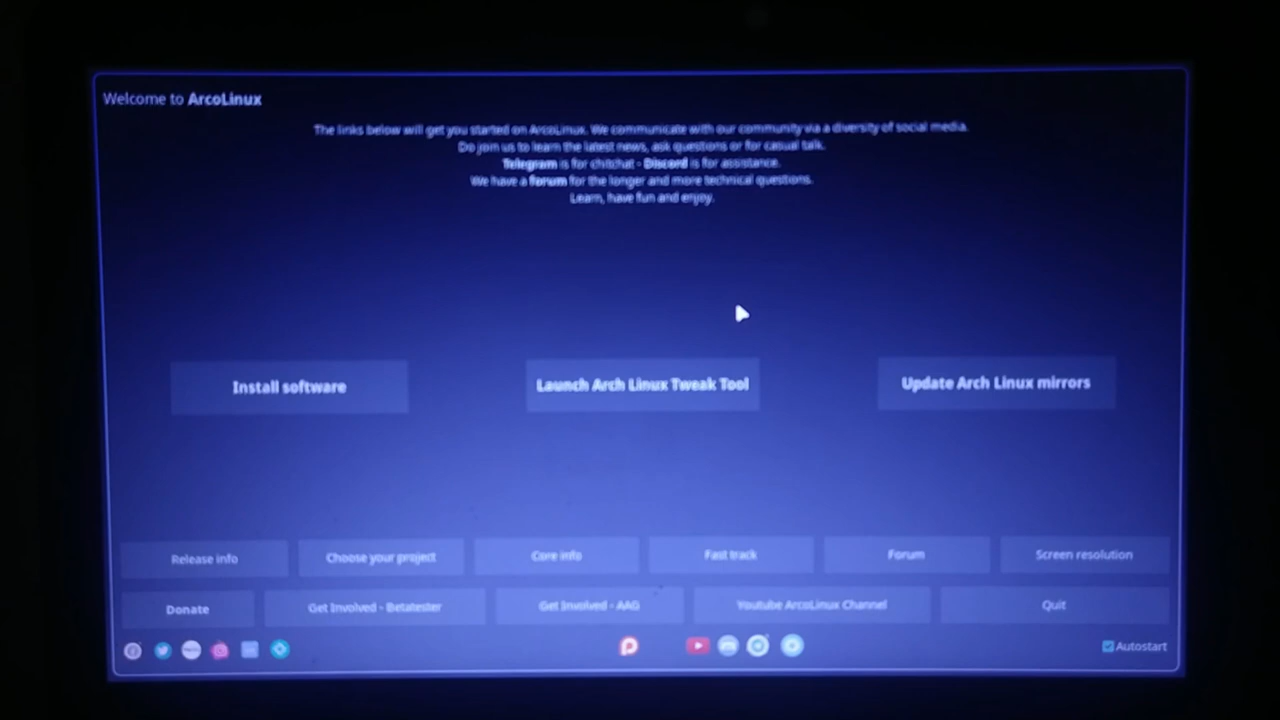 Welcome to ArcoLinux
The links below will get you started on ArcoLinux. We communicate with our community via a diversity of social media.
Do join us to learn the latest news, ask questions or for casual talk.
Telegram is for chitchat - Discord is for assistance.
We have a forum for the longer and more technical questions.
Learn, have fun and enjoy.
Install software
Launch Arch Linux Tweak Tool
Update Arch Linux mirrors
Release info
Choose your project
Core info
Fast track
Forum
Screen resolution
Donate
Get Involved - Betatester
Get Involved - AAG
Youtube ArcoLinux Channel
Quit
Autostart